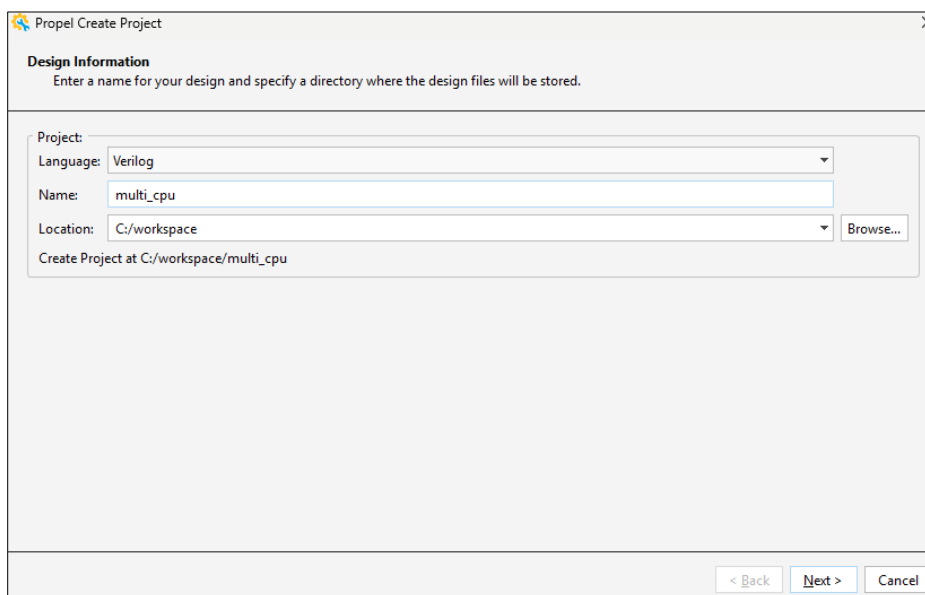 Propel Create Project
Design Information
Enter a name for your design and specify a directory where the design files will be stored.
Project:
Language: Verilog
Name: multi_cpu
Location: C:/workspace Browse...
Create Project at C:/workspace/multi_cpu
< Back Next > Cancel